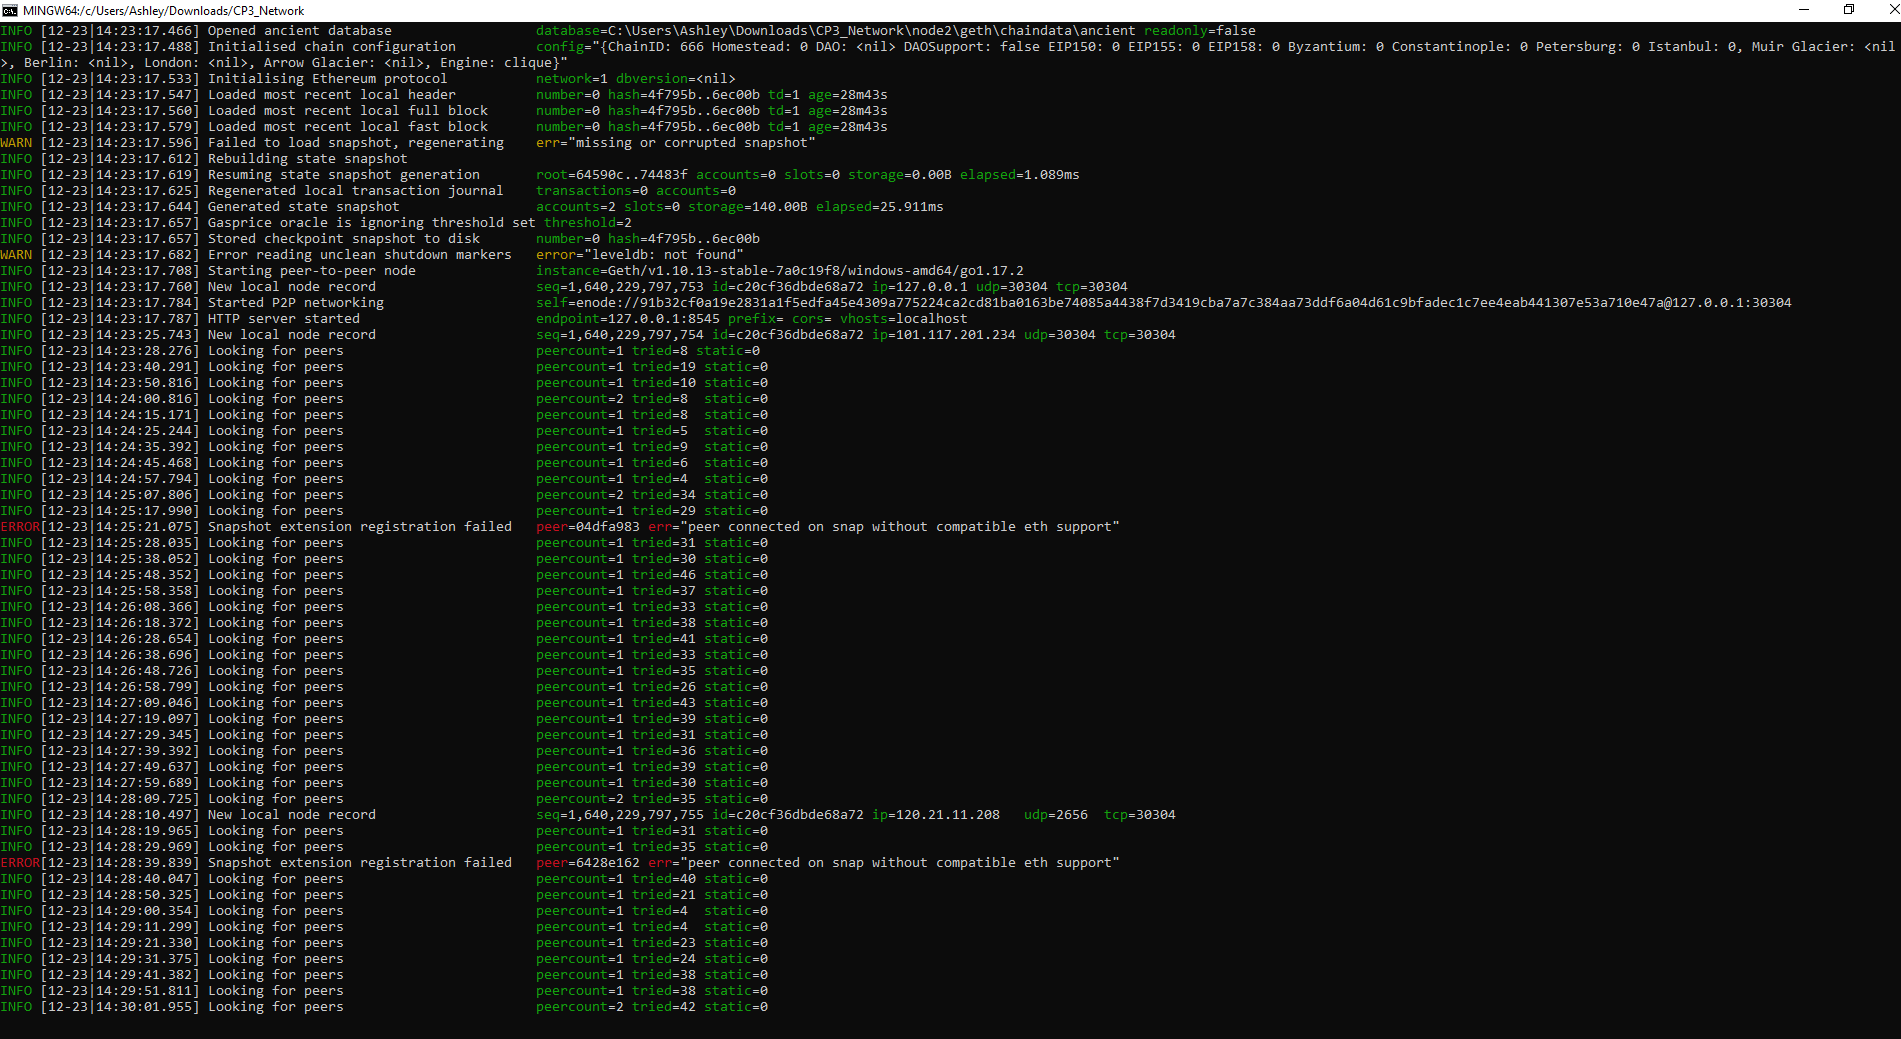 MINGW64:/c/Users/Ashley/Downloads/CP3_Network
INFO [12-23|14:23:17.466] Opened ancient database database=C:\Users\Ashley\Downloads\CP3_Network\node2\geth\chaindata\ancient readonly=false
INFO [12-23|14:23:17.488] Initialised chain configuration config="{ChainID: 666 Homestead: 0 DAO: <nil> DAOSupport: false EIP150: 0 EIP155: 0 EIP158: 0 Byzantium: 0 Constantinople: 0 Petersburg: 0 Istanbul: 0, Muir Glacier: <nil
>, Berlin: <nil>, London: <nil>, Arrow Glacier: <nil>, Engine: clique}"
INFO [12-23|14:23:17.533] Initialising Ethereum protocol network=1 dbversion=<nil>
INFO [12-23|14:23:17.547] Loaded most recent local header number=0 hash=4f795b..6ec00b td=1 age=28m43s
INFO [12-23|14:23:17.560] Loaded most recent local full block number=0 hash=4f795b..6ec00b td=1 age=28m43s
INFO [12-23|14:23:17.579] Loaded most recent local fast block number=0 hash=4f795b..6ec00b td=1 age=28m43s
WARN [12-23|14:23:17.596] Failed to load snapshot, regenerating err="missing or corrupted snapshot"
INFO [12-23|14:23:17.612] Rebuilding state snapshot
INFO [12-23|14:23:17.619] Resuming state snapshot generation root=64590c..74483f accounts=0 slots=0 storage=0.00B elapsed=1.089ms
INFO [12-23|14:23:17.625] Regenerated local transaction journal transactions=0 accounts=0
INFO [12-23|14:23:17.644] Generated state snapshot accounts=2 slots=0 storage=140.00B elapsed=25.911ms
INFO [12-23|14:23:17.657] Gasprice oracle is ignoring threshold set threshold=2
INFO [12-23|14:23:17.657] Stored checkpoint snapshot to disk number=0 hash=4f795b..6ec00b
WARN [12-23|14:23:17.682] Error reading unclean shutdown markers error="leveldb: not found"
INFO [12-23|14:23:17.708] Starting peer-to-peer node instance=Geth/v1.10.13-stable-7a0c19f8/windows-amd64/go1.17.2
INFO [12-23|14:23:17.760] New local node record seq=1,640,229,797,753 id=c20cf36dbde68a72 ip=127.0.0.1 udp=30304 tcp=30304
INFO [12-23|14:23:17.784] Started P2P networking self=enode://91b32cf0a19e2831a1f5edfa45e4309a775224ca2cd81ba0163be74085a4438f7d3419cba7a7c384aa73ddf6a04d61c9bfadec1c7ee4eab441307e53a710e47a@127.0.0.1:30304
INFO [12-23|14:23:17.787] HTTP server started endpoint=127.0.0.1:8545 prefix= cors= vhosts=localhost
INFO [12-23|14:23:25.743] New local node record seq=1,640,229,797,754 id=c20cf36dbde68a72 ip=101.117.201.234 udp=30304 tcp=30304
INFO [12-23|14:23:28.276] Looking for peers peercount=1 tried=8 static=0
INFO [12-23|14:23:40.291] Looking for peers peercount=1 tried=19 static=0
INFO [12-23|14:23:50.816] Looking for peers peercount=1 tried=10 static=0
INFO [12-23|14:24:00.816] Looking for peers peercount=2 tried=8 static=0
INFO [12-23|14:24:15.171] Looking for peers peercount=1 tried=8 static=0
INFO [12-23|14:24:25.244] Looking for peers peercount=1 tried=5 static=0
INFO [12-23|14:24:35.392] Looking for peers peercount=1 tried=9 static=0
INFO [12-23|14:24:45.468] Looking for peers peercount=1 tried=6 static=0
INFO [12-23|14:24:57.794] Looking for peers peercount=1 tried=4 static=0
INFO [12-23|14:25:07.806] Looking for peers peercount=2 tried=34 static=0
INFO [12-23|14:25:17.990] Looking for peers peercount=1 tried=29 static=0
ERROR[12-23|14:25:21.075] Snapshot extension registration failed peer=04dfa983 err="peer connected on snap without compatible eth support"
INFO [12-23|14:25:28.035] Looking for peers peercount=1 tried=31 static=0
INFO [12-23|14:25:38.052] Looking for peers peercount=1 tried=30 static=0
INFO [12-23|14:25:48.352] Looking for peers peercount=1 tried=46 static=0
INFO [12-23|14:25:58.358] Looking for peers peercount=1 tried=37 static=0
INFO [12-23|14:26:08.366] Looking for peers peercount=1 tried=33 static=0
INFO [12-23|14:26:18.372] Looking for peers peercount=1 tried=38 static=0
INFO [12-23|14:26:28.654] Looking for peers peercount=1 tried=41 static=0
INFO [12-23|14:26:38.696] Looking for peers peercount=1 tried=33 static=0
INFO [12-23|14:26:48.726] Looking for peers peercount=1 tried=35 static=0
INFO [12-23|14:26:58.799] Looking for peers peercount=1 tried=26 static=0
INFO [12-23|14:27:09.046] Looking for peers peercount=1 tried=43 static=0
INFO [12-23|14:27:19.097] Looking for peers peercount=1 tried=39 static=0
INFO [12-23|14:27:29.345] Looking for peers peercount=1 tried=31 static=0
INFO [12-23|14:27:39.392] Looking for peers peercount=1 tried=36 static=0
INFO [12-23|14:27:49.637] Looking for peers peercount=1 tried=39 static=0
INFO [12-23|14:27:59.689] Looking for peers peercount=1 tried=30 static=0
INFO [12-23|14:28:09.725] Looking for peers peercount=2 tried=35 static=0
INFO [12-23|14:28:10.497] New local node record seq=1,640,229,797,755 id=c20cf36dbde68a72 ip=120.21.11.208 udp=2656 tcp=30304
INFO [12-23|14:28:19.965] Looking for peers peercount=1 tried=31 static=0
INFO [12-23|14:28:29.969] Looking for peers peercount=1 tried=35 static=0
ERROR[12-23|14:28:39.839] Snapshot extension registration failed peer=6428e162 err="peer connected on snap without compatible eth support"
INFO [12-23|14:28:40.047] Looking for peers peercount=1 tried=40 static=0
INFO [12-23|14:28:50.325] Looking for peers peercount=1 tried=21 static=0
INFO [12-23|14:29:00.354] Looking for peers peercount=1 tried=4 static=0
INFO [12-23|14:29:11.299] Looking for peers peercount=1 tried=4 static=0
INFO [12-23|14:29:21.330] Looking for peers peercount=1 tried=23 static=0
INFO [12-23|14:29:31.375] Looking for peers peercount=1 tried=24 static=0
INFO [12-23|14:29:41.382] Looking for peers peercount=1 tried=38 static=0
INFO [12-23|14:29:51.811] Looking for peers peercount=1 tried=38 static=0
INFO [12-23|14:30:01.955] Looking for peers peercount=2 tried=42 static=0